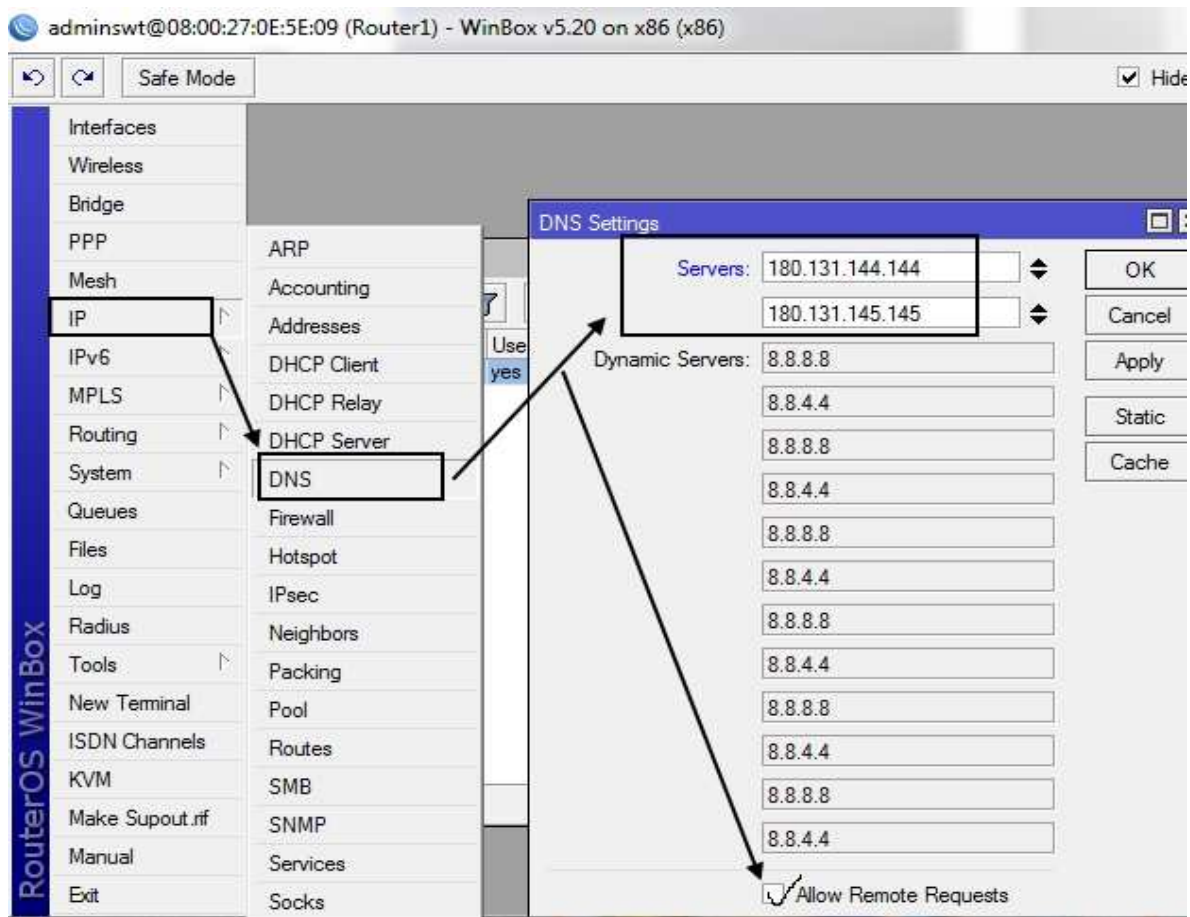 adminswt@08:00:27:0E:5E:09 (Router1) - WinBox v5.20 on x86 (x86)
Safe Mode
Hide
RouterOS WinBox
Interfaces
Wireless
Bridge
PPP
Mesh
IP
IPv6
MPLS
Routing
System
Queues
Files
Log
Radius
Tools
New Terminal
ISDN Channels
KVM
Make Supout.rif
Manual
Exit
ARP
Accounting
Addresses
DHCP Client
DHCP Relay
DHCP Server
DNS
Firewall
Hotspot
IPsec
Neighbors
Packing
Pool
Routes
SMB
SNMP
Services
Socks
Use
yes
DNS Settings
Servers: 180.131.144.144
180.131.145.145
Dynamic Servers: 8.8.8.8
8.8.4.4
8.8.8.8
8.8.4.4
8.8.8.8
8.8.4.4
8.8.8.8
8.8.4.4
8.8.8.8
8.8.4.4
8.8.8.8
8.8.4.4
Allow Remote Requests
OK
Cancel
Apply
Static
Cache